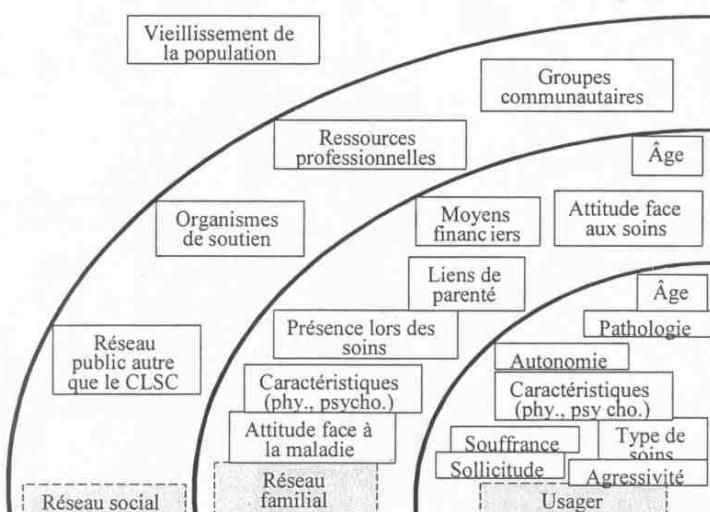 Vieillissement de
la population
Groupes
communautaires
Ressources
professionnelles
Âge
Organismes
de soutien
Moyens
financiers
Attitude face
aux soins
Liens de
parenté
Âge
Réseau
public autre
que le CLSC
Présence lors des
soins
Pathologie
Autonomie
Caractéristiques
(phy., psycho.)
Caractéristiques
(phy., psy cho.)
Attitude face à
la maladie
Souffrance
Type de
soins
Sollicitude
Agressivité
Réseau social
Réseau
familial
Usager